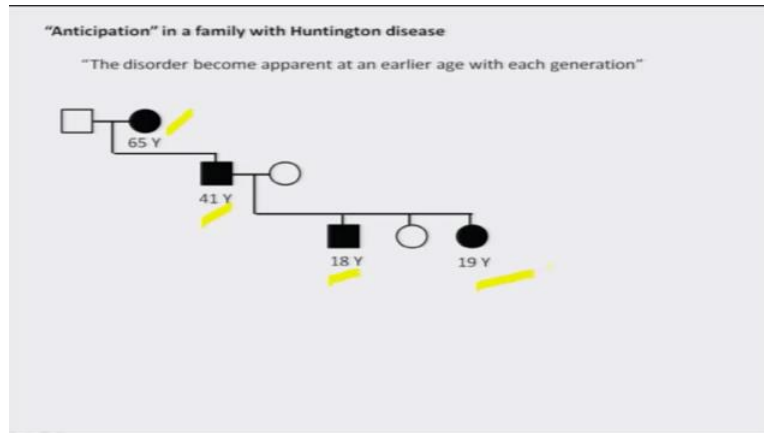 "Anticipation" in a family with Huntington disease
"The disorder become apparent at an earlier age with each generation"
65 Y
41 Y
18 Y
19 Y